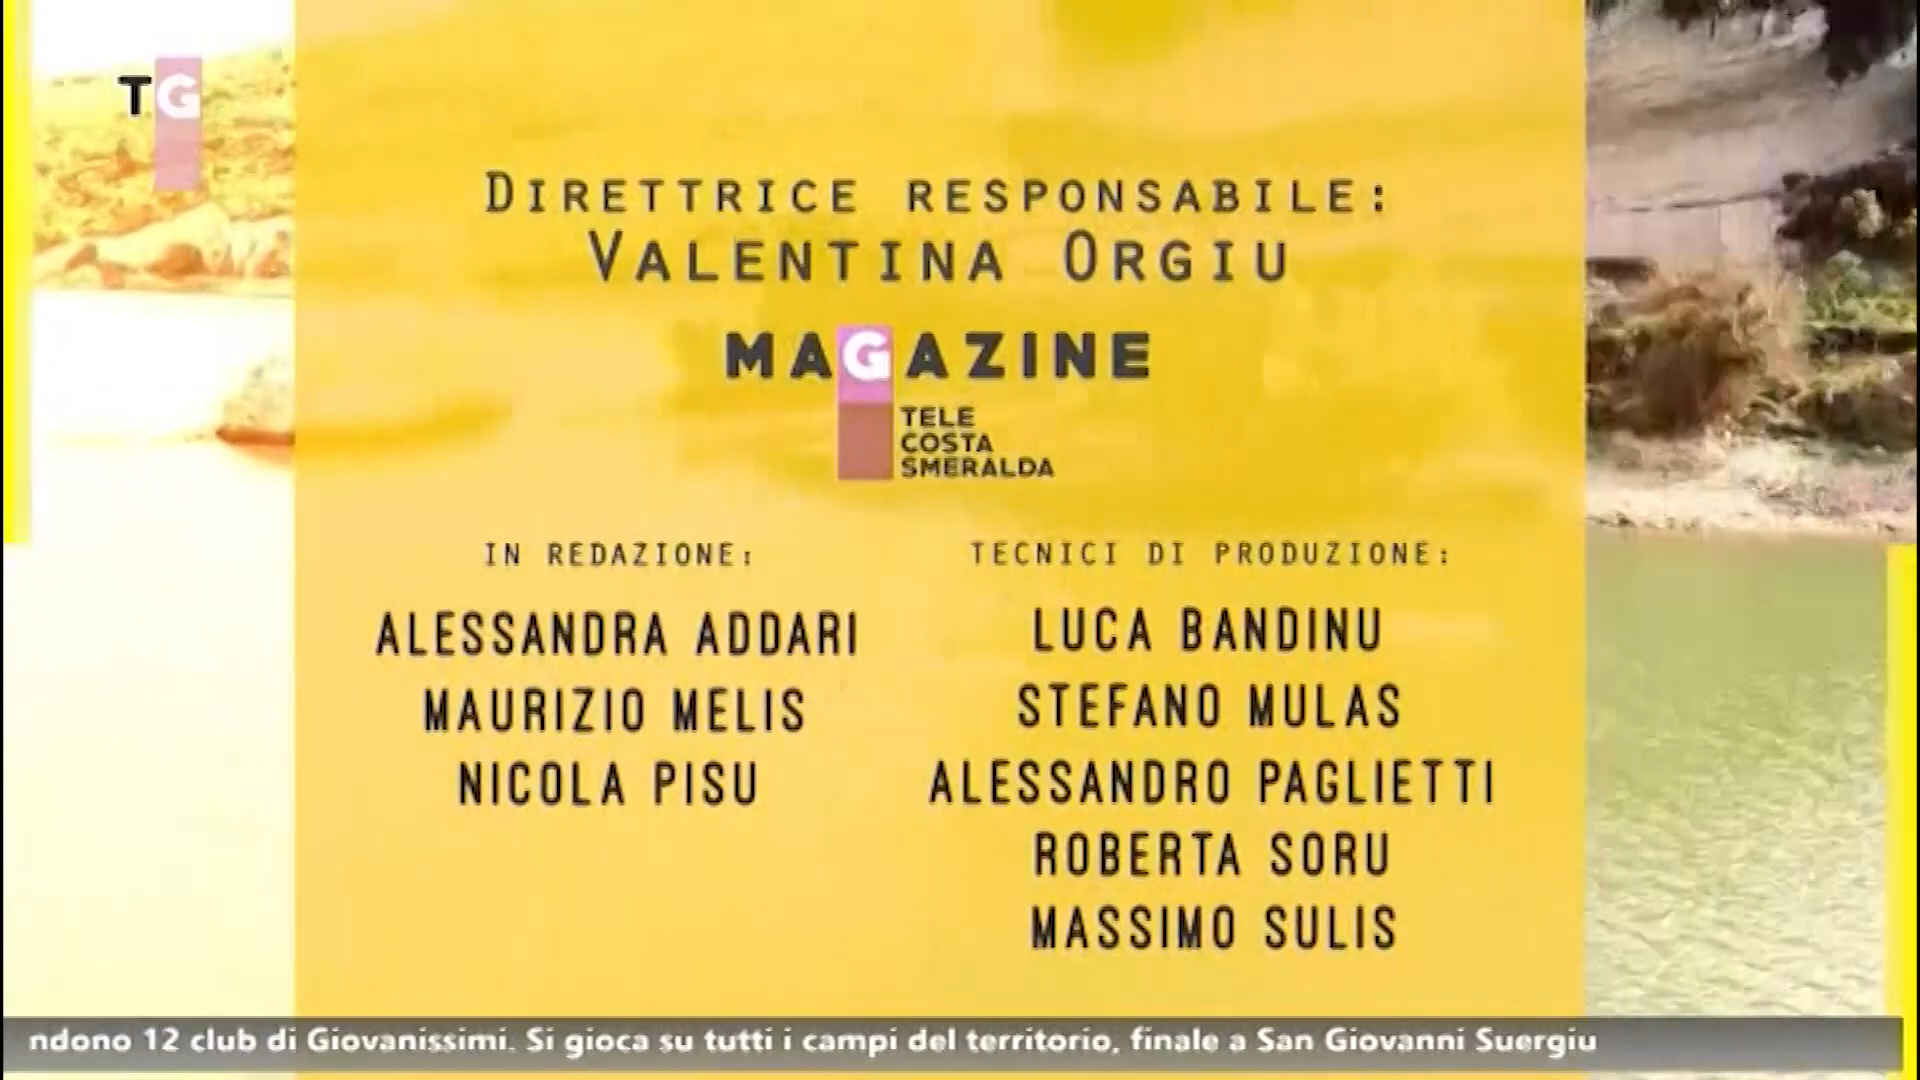 TG
DIRETTRICE RESPONSABILE:
VALENTINA ORGIU
MAGAZINE
TELE
COSTA
SMERALDA
IN REDAZIONE:
ALESSANDRA ADDARI
MAURIZIO MELIS
NICOLA PISU
TECNICI DI PRODUZIONE:
LUCA BANDINU
STEFANO MULAS
ALESSANDRO PAGLIETTI
ROBERTA SORU
MASSIMO SULIS
ndono 12 club di Giovanissimi. Si gioca su tutti i campi del territorio, finale a San Giovanni Suergiu